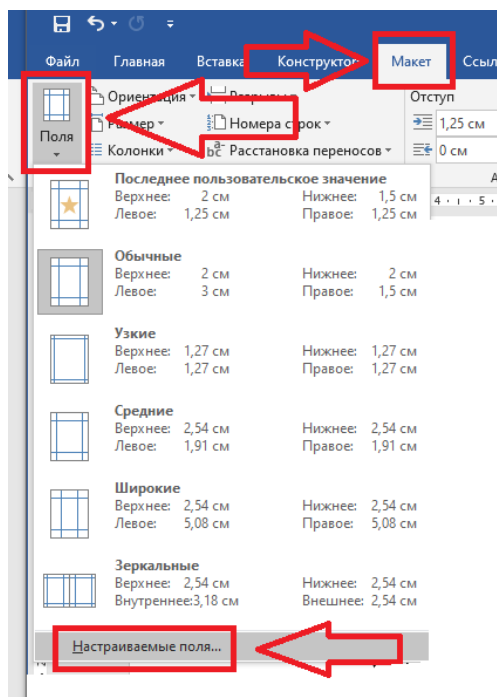 Файл Главная Вставка Конструктор Макет Ссыл
Поля
Ориентация
Отступ
Размер Номера строк 1,25 см
Колонки Расстановка переносов 0 см
Последнее пользовательское значение
Верхнее: 2 см Нижнее: 1,5 см
Левое: 1,25 см Правое: 1,25 см
4 · ı · 5 ·
Обычные
Верхнее: 2 см Нижнее: 2 см
Левое: 3 см Правое: 1,5 см
Узкие
Верхнее: 1,27 см Нижнее: 1,27 см
Левое: 1,27 см Правое: 1,27 см
Средние
Верхнее: 2,54 см Нижнее: 2,54 см
Левое: 1,91 см Правое: 1,91 см
Широкие
Верхнее: 2,54 см Нижнее: 2,54 см
Левое: 5,08 см Правое: 5,08 см
Зеркальные
Верхнее: 2,54 см Нижнее: 2,54 см
Внутреннее:3,18 см Внешнее: 2,54 см
Настраиваемые поля...